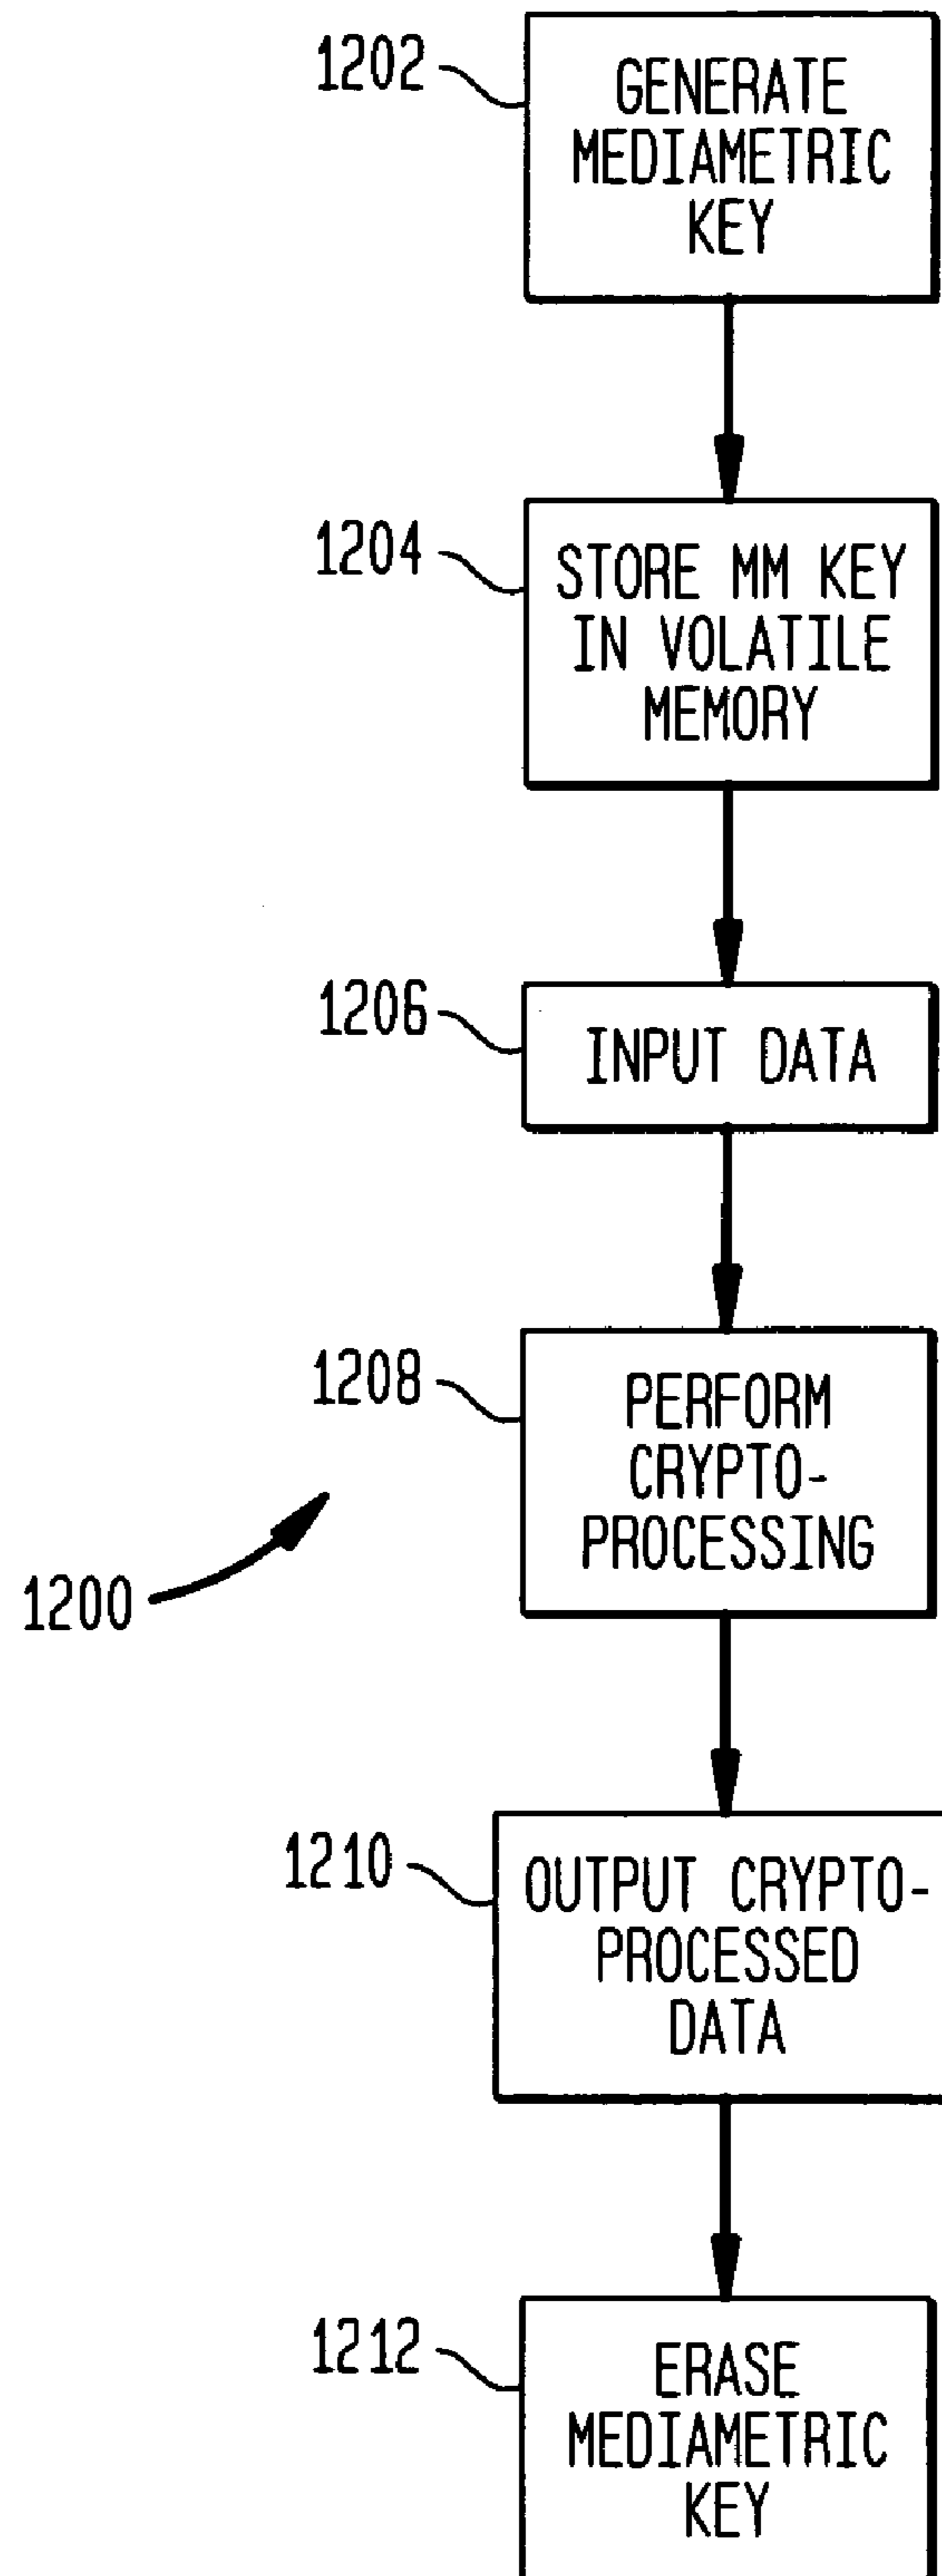 1202
GENERATE
MEDIAMETRIC
KEY
1204
STORE MM KEY
IN VOLATILE
MEMORY
1206
INPUT DATA
1208
PERFORM
CRYPTO-
PROCESSING
1200
1210
OUTPUT CRYPTO-
PROCESSED
DATA
1212
ERASE
MEDIAMETRIC
KEY